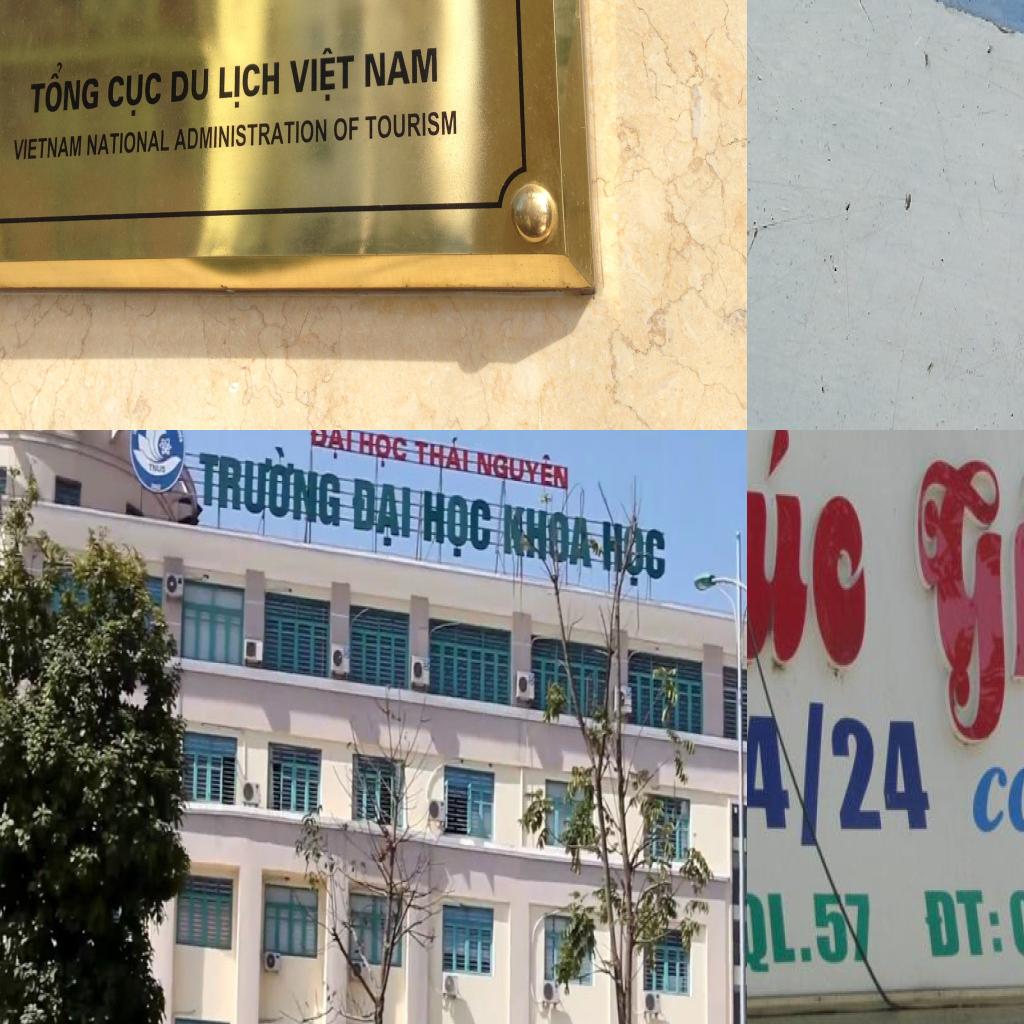 TỔNG CỤC DU LỊCH VIỆT NAM
VIETNAM NATIONAL ADMINISTRATION OF TOURISM
ĐẠI HỌC THÁI NGUYÊN
TRƯỜNG ĐẠI HỌC KHOA HỌC
TNUS
4/24
QL.57 ĐT: